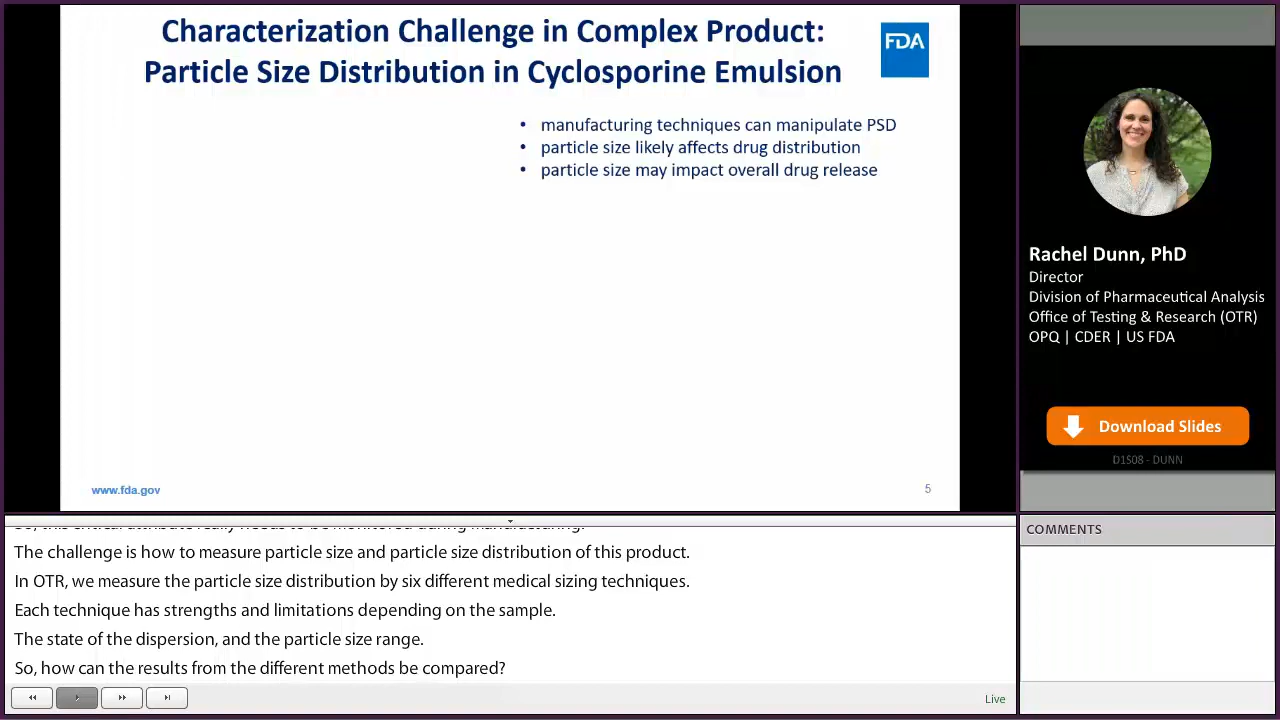 Characterization Challenge in Complex Product:
Particle Size Distribution in Cyclosporine Emulsion
FDA
• manufacturing techniques can manipulate PSD
• particle size likely affects drug distribution
• particle size may impact overall drug release
www.fda.gov
5
Rachel Dunn, PhD
Director
Division of Pharmaceutical Analysis
Office of Testing & Research (OTR)
OPQ | CDER | US FDA
Download Slides
D1S08 - DUNN
The challenge is how to measure particle size and particle size distribution of this product.
In OTR, we measure the particle size distribution by six different medical sizing techniques.
Each technique has strengths and limitations depending on the sample.
The state of the dispersion, and the particle size range.
So, how can the results from the different methods be compared?
Live
COMMENTS